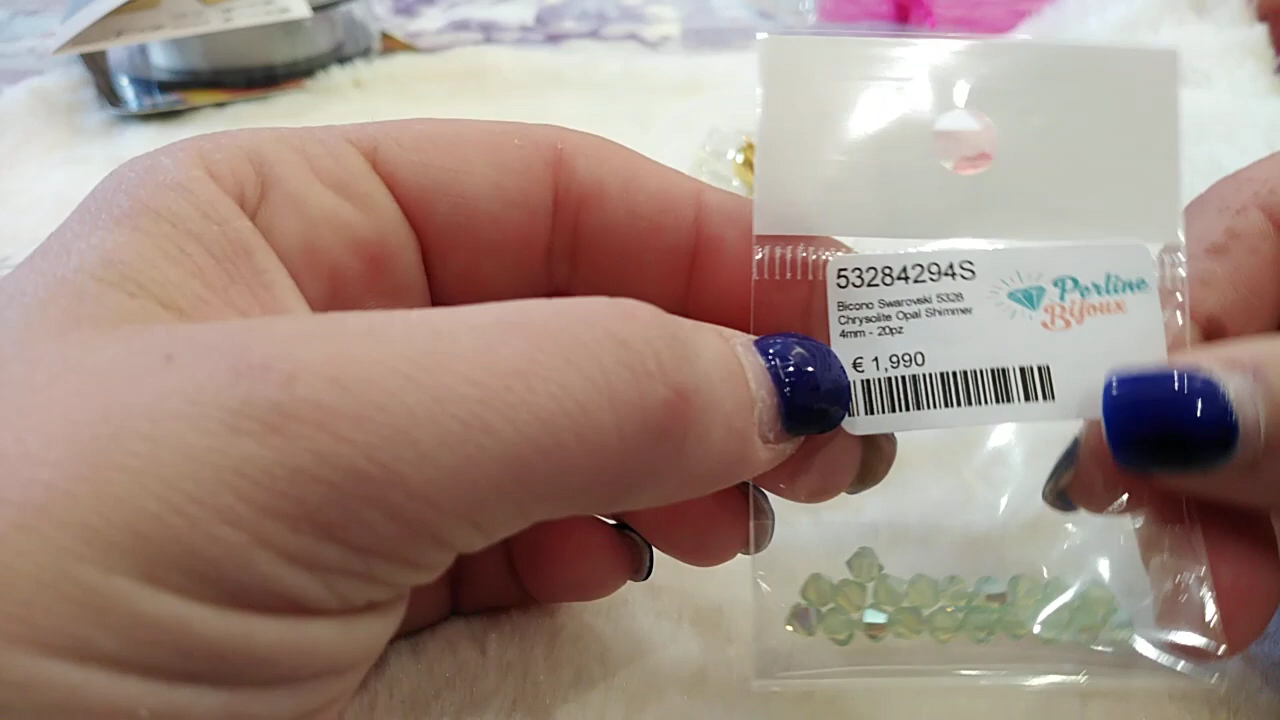 53284294S
Bicono Swarovski 5328
Chrysolite Opal Shimmer
4mm - 20pz
€ 1,990
Perline
Bijoux